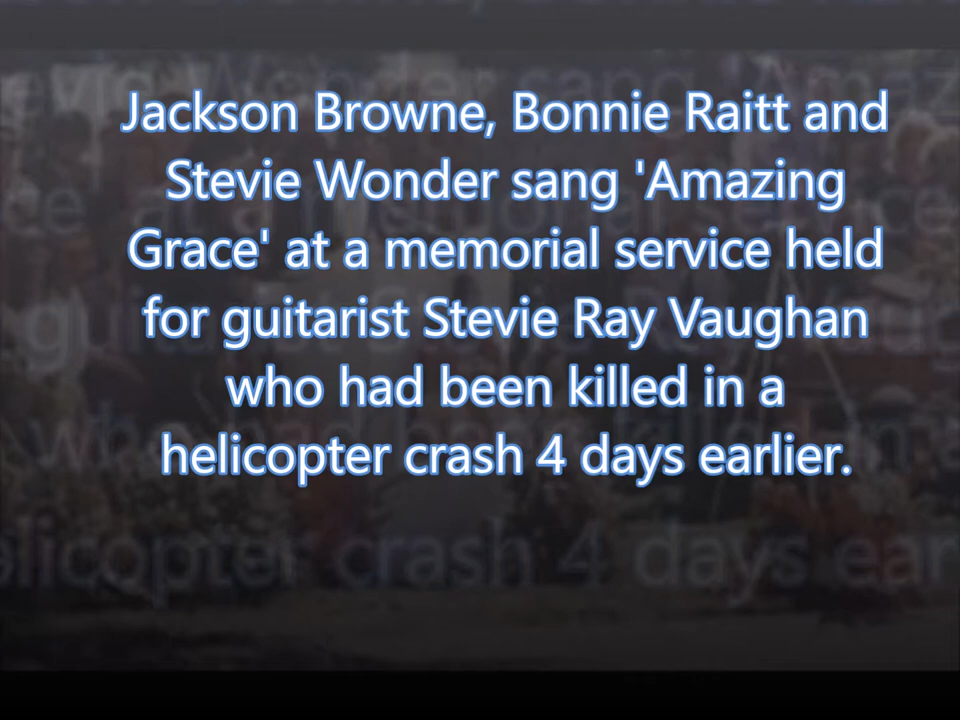 Jackson Browne, Bonnie Raitt and
Stevie Wonder sang 'Amazing
Grace' at a memorial service held
for guitarist Stevie Ray Vaughan
who had been killed in a
helicopter crash 4 days earlier.